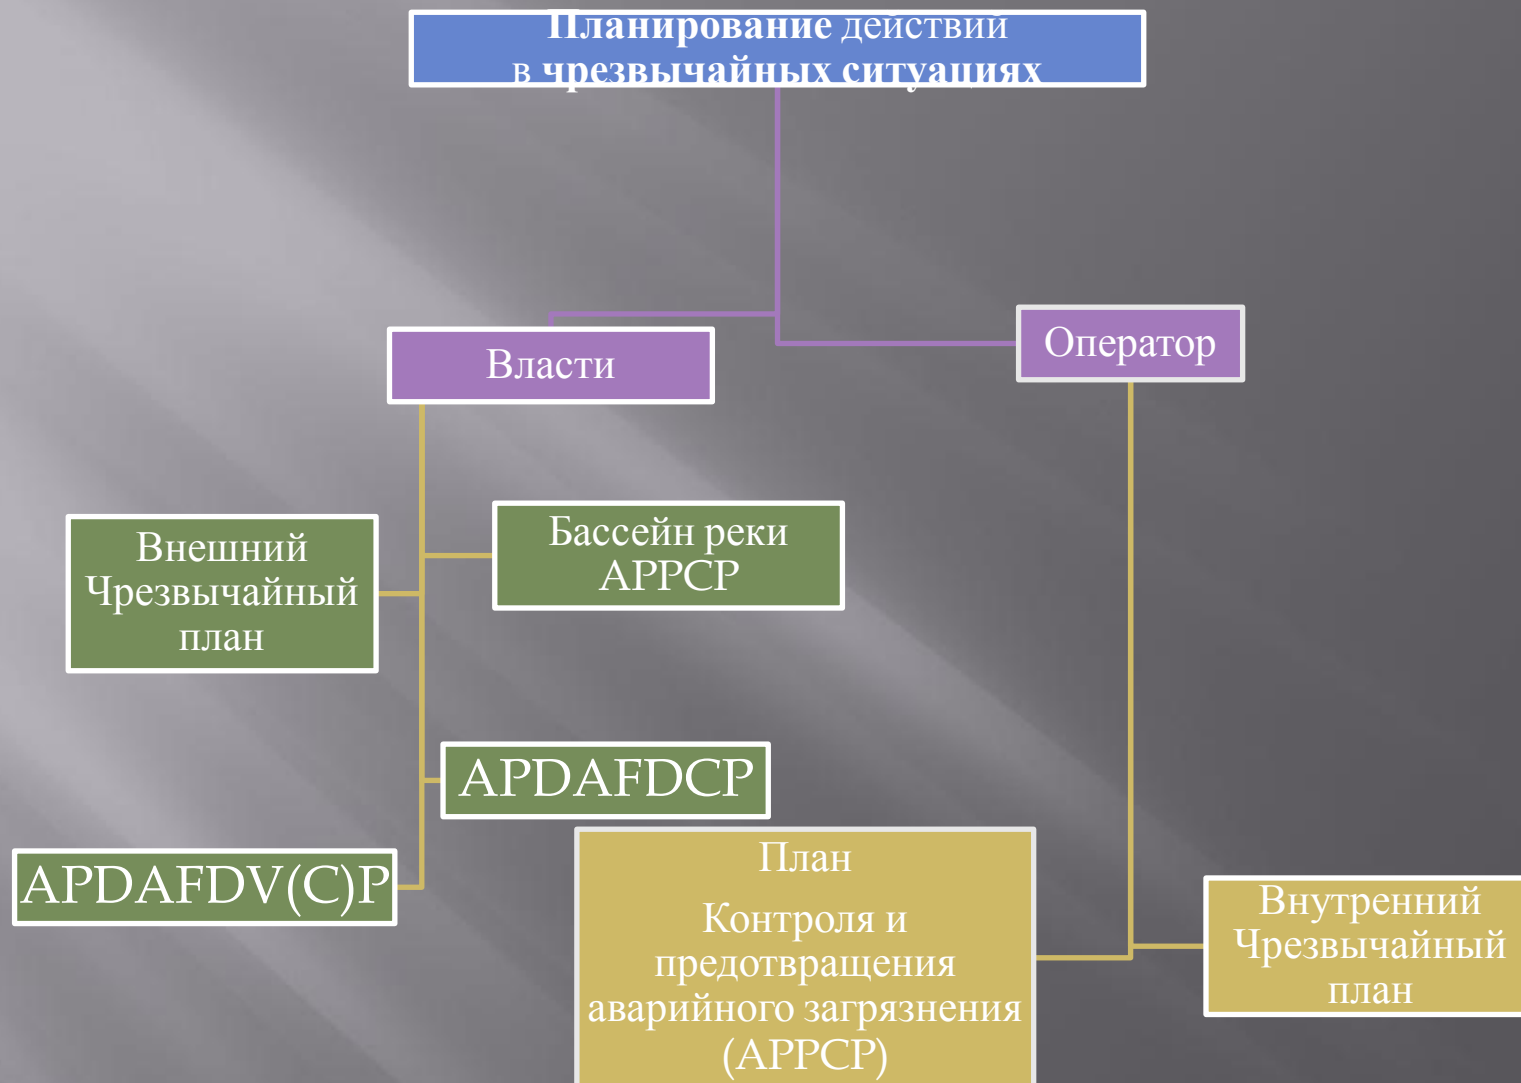 Планирование действий
в чрезвычайных ситуациях
Власти
Оператор
Внешний
Чрезвычайный
план
Бассейн реки
APPCP
APDAFDCP
APDAFDV(C)P
План
Контроля и
предотвращения
аварийного загрязнения
(APPCP)
Внутренний
Чрезвычайный
план